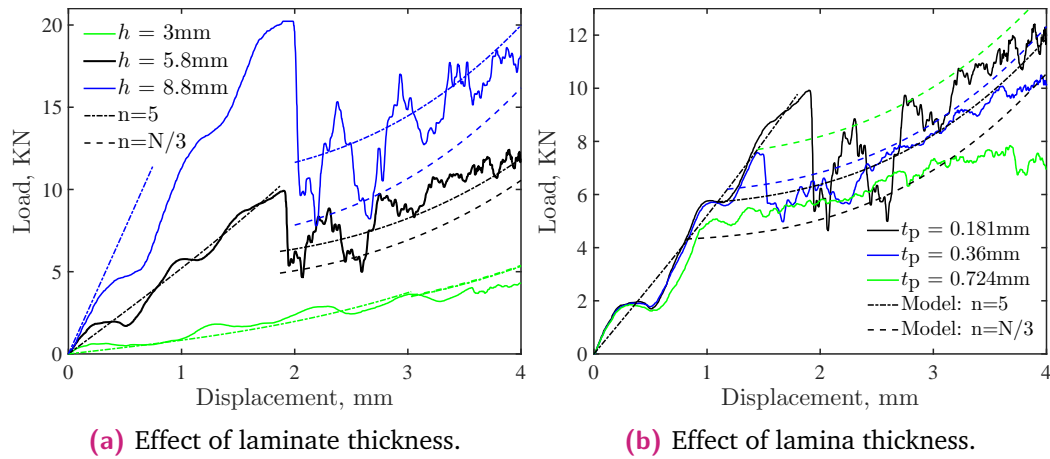 20
15
10
5
0
Load, KN
h = 3mm
h = 5.8mm
h = 8.8mm
n=5
n=N/3
0 1 2 3 4
Displacement, mm
(a) Effect of laminate thickness.
12
10
8
6
4
2
0
Load, KN
tp = 0.181mm
tp = 0.36mm
tp = 0.724mm
Model: n=5
Model: n=N/3
0 1 2 3 4
Displacement, mm
(b) Effect of lamina thickness.